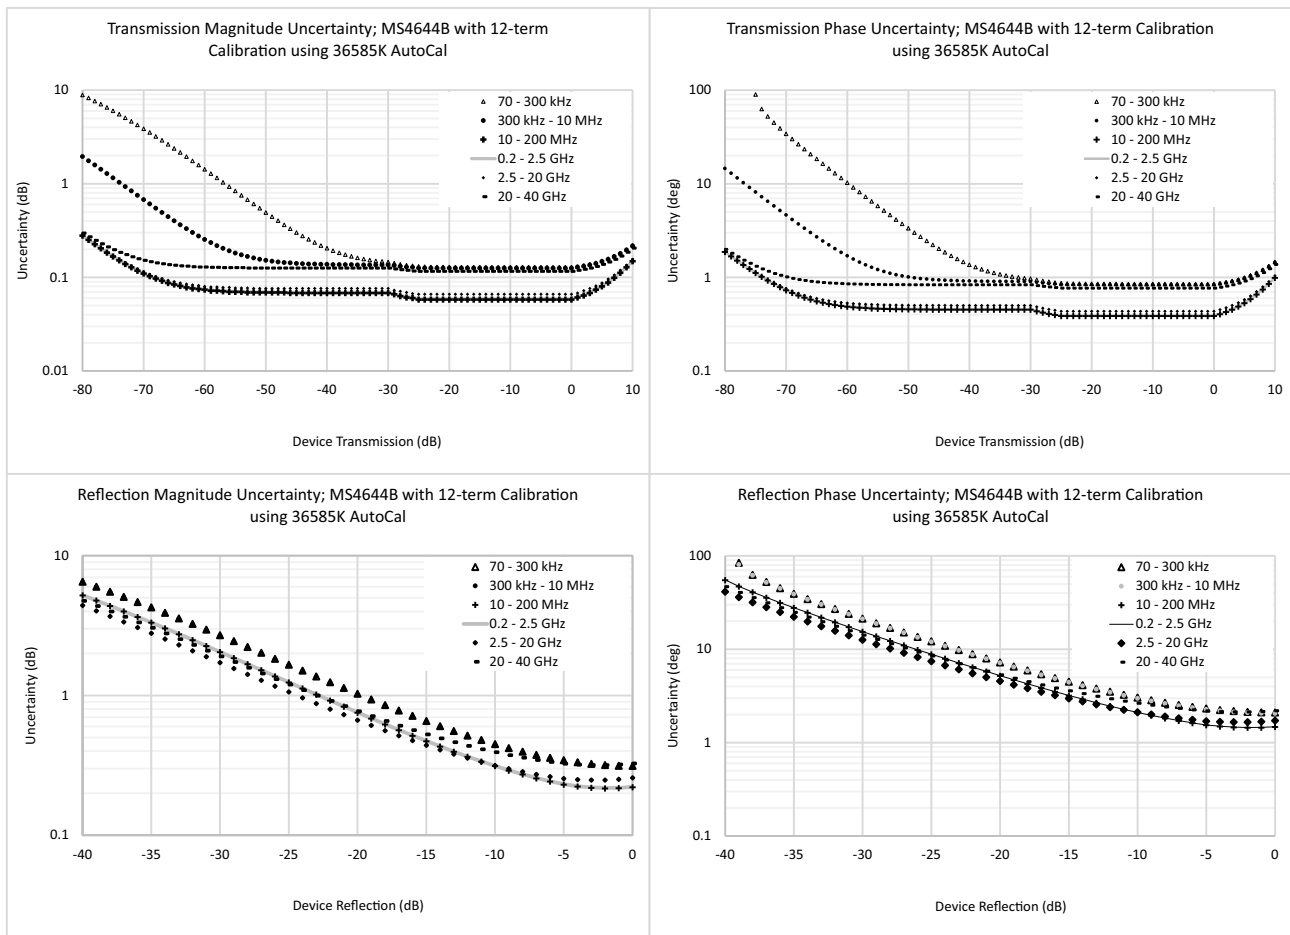 Transmission Magnitude Uncertainty; MS4644B with 12-term
Calibration using 36585K AutoCal
10
1
0.1
0.01
Uncertainty (dB)
70 - 300 kHz
300 kHz - 10 MHz
10 - 200 MHz
0.2 - 2.5 GHz
2.5 - 20 GHz
20 - 40 GHz
-80 -70 -60 -50 -40 -30 -20 -10 0 10
Device Transmission (dB)
Transmission Phase Uncertainty; MS4644B with 12-term Calibration
using 36585K AutoCal
100
10
1
0.1
Uncertainty (deg)
70 - 300 kHz
300 kHz - 10 MHz
10 - 200 MHz
0.2 - 2.5 GHz
2.5 - 20 GHz
20 - 40 GHz
-80 -70 -60 -50 -40 -30 -20 -10 0 10
Device Transmission (dB)
Reflection Magnitude Uncertainty; MS4644B with 12-term Calibration
using 36585K AutoCal
10
1
0.1
Uncertainty (dB)
70 - 300 kHz
300 kHz - 10 MHz
10 - 200 MHz
0.2 - 2.5 GHz
2.5 - 20 GHz
20 - 40 GHz
-40 -35 -30 -25 -20 -15 -10 -5 0
Device Reflection (dB)
Reflection Phase Uncertainty; MS4644B with 12-term Calibration
using 36585K AutoCal
100
10
1
0.1
Uncertainty (deg)
70 - 300 kHz
300 kHz - 10 MHz
10 - 200 MHz
0.2 - 2.5 GHz
2.5 - 20 GHz
20 - 40 GHz
-40 -35 -30 -25 -20 -15 -10 -5 0
Device Reflection (dB)